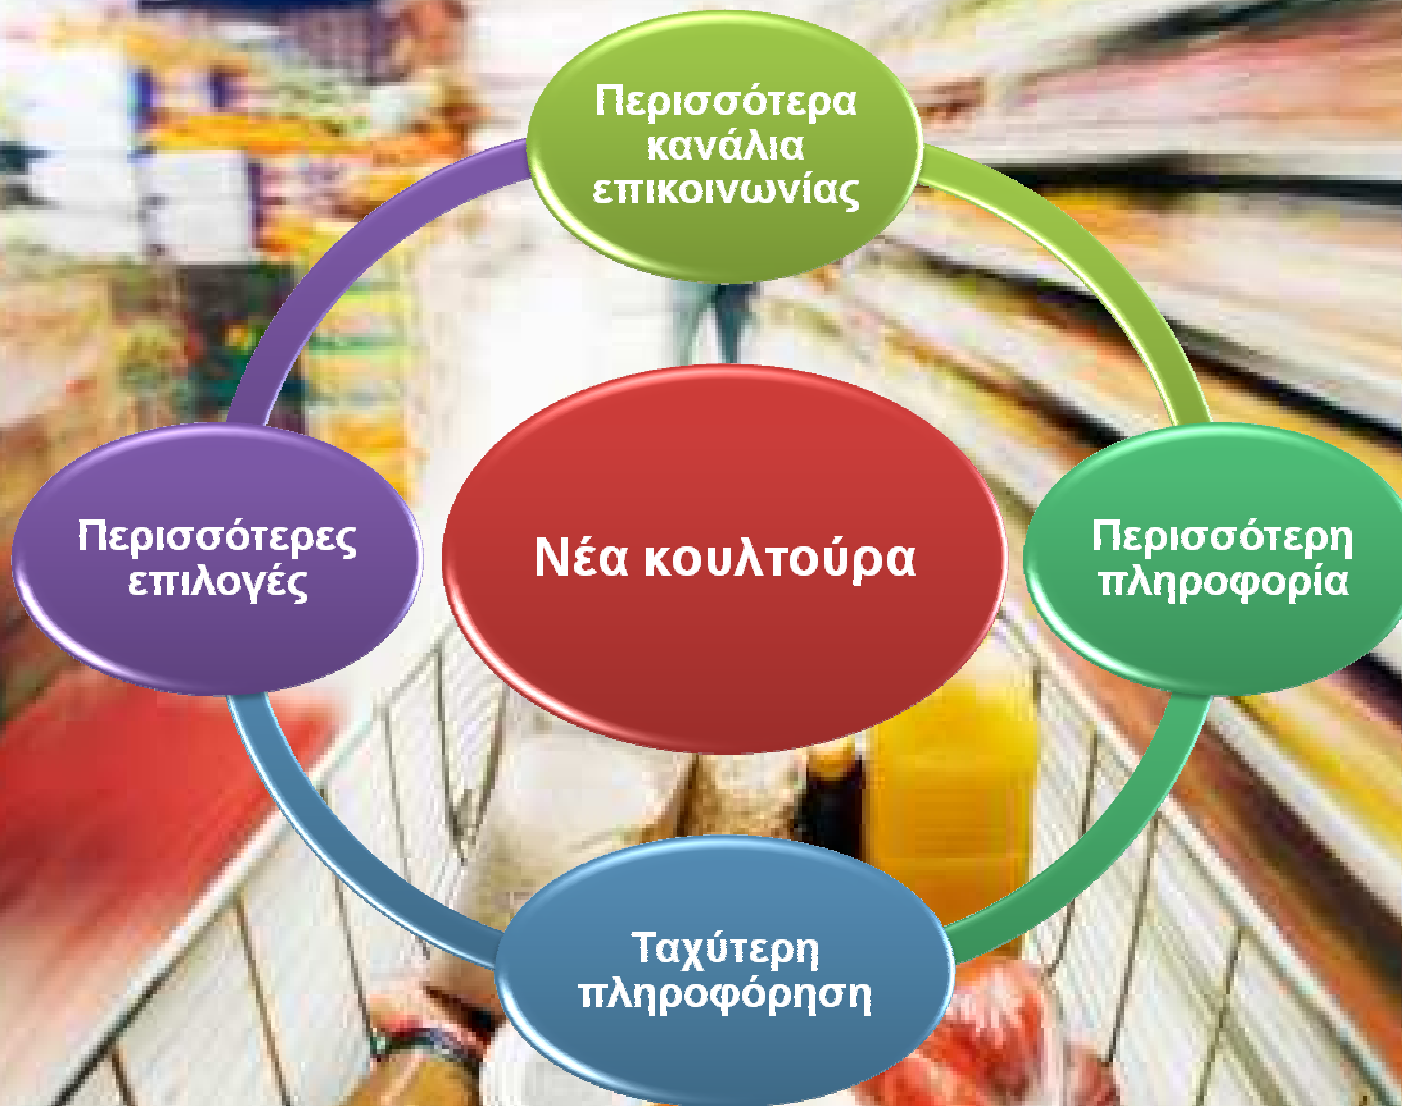 Περισσότερα
κανάλια
επικοινωνίας
Περισσότερες
επιλογές
Νέα κουλτούρα
Περισσότερη
πληροφορία
Ταχύτερη
πληροφόρηση